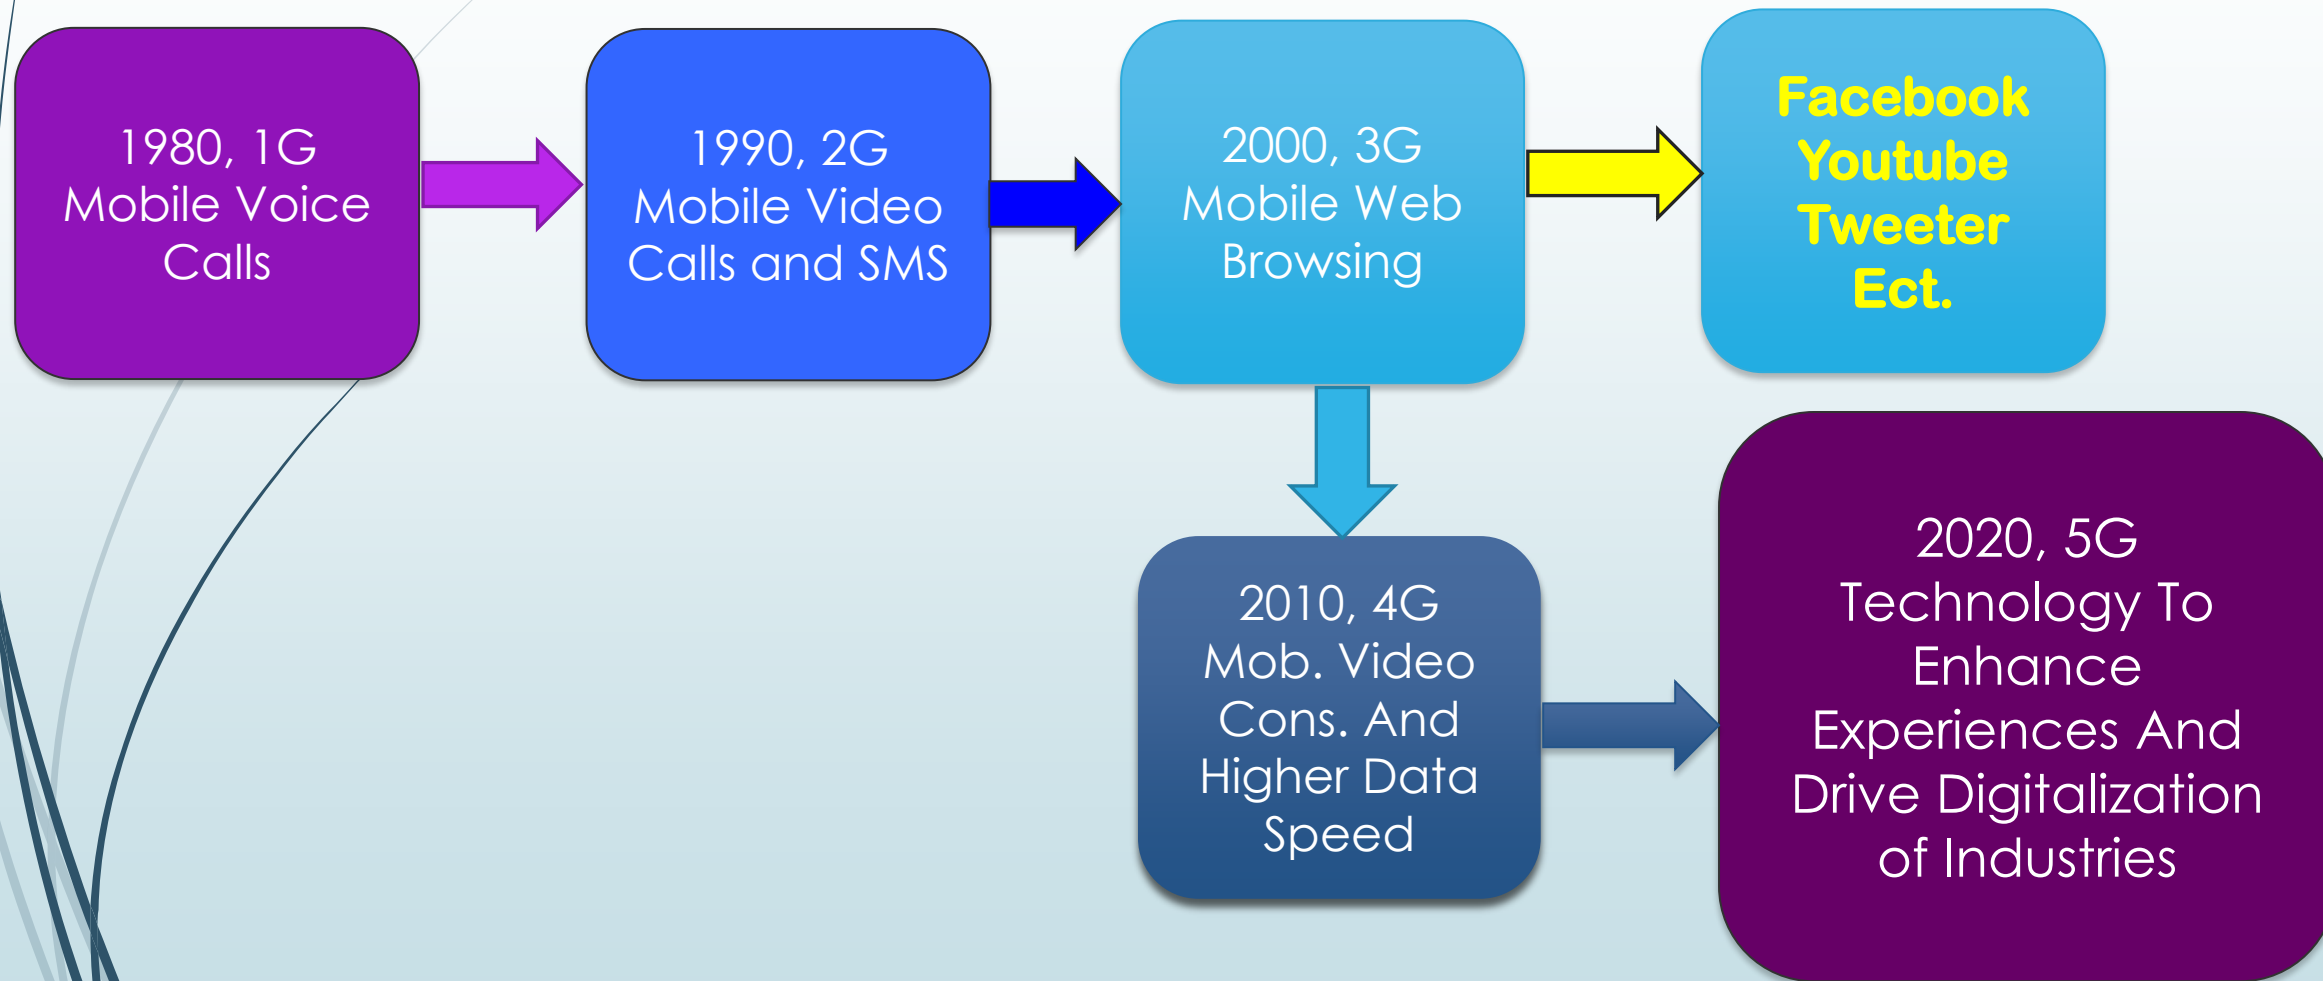 1980, 1G
Mobile Voice
Calls
1990, 2G
Mobile Video
Calls and SMS
2000, 3G
Mobile Web
Browsing
Facebook
Youtube
Tweeter
Ect.
2010, 4G
Mob. Video
Cons. And
Higher Data
Speed
2020, 5G
Technology To
Enhance
Experiences And
Drive Digitalization
of Industries